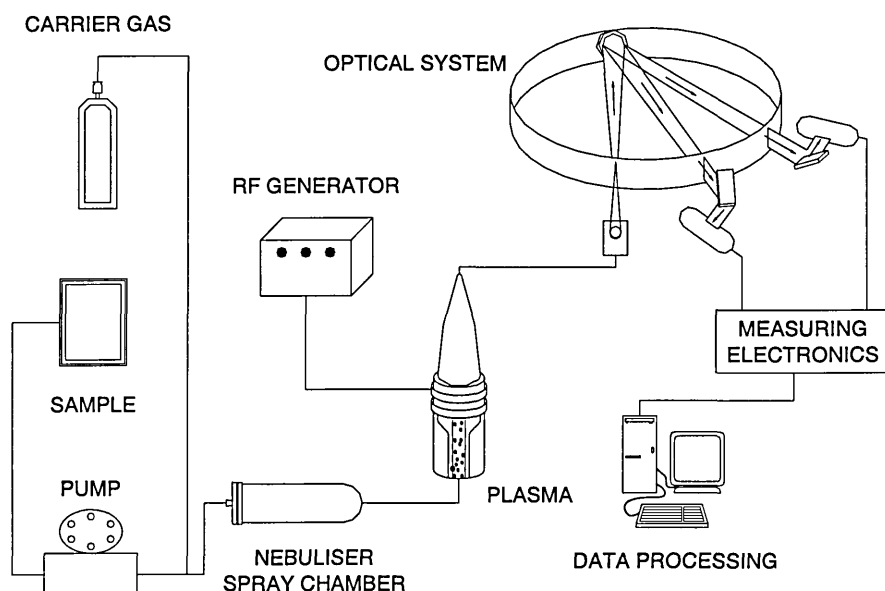 CARRIER GAS
OPTICAL SYSTEM
RF GENERATOR
MEASURING
ELECTRONICS
SAMPLE
PUMP
PLASMA
NEBULISER
SPRAY CHAMBER
DATA PROCESSING